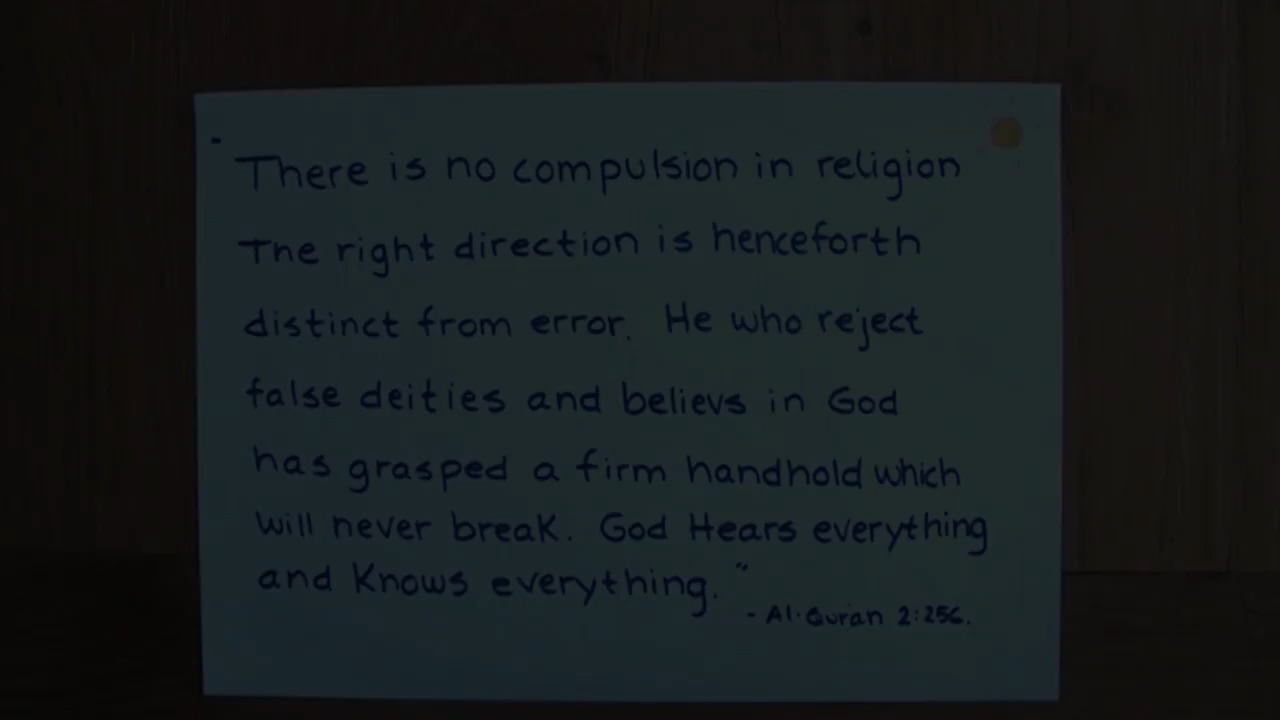 - There is no compulsion in religion
The right direction is henceforth
distinct from error. He who reject
false deities and believs in God
has grasped a firm handhold which
will never break. God Hears everything
and Knows everything."
- Al.Quran 2:256.